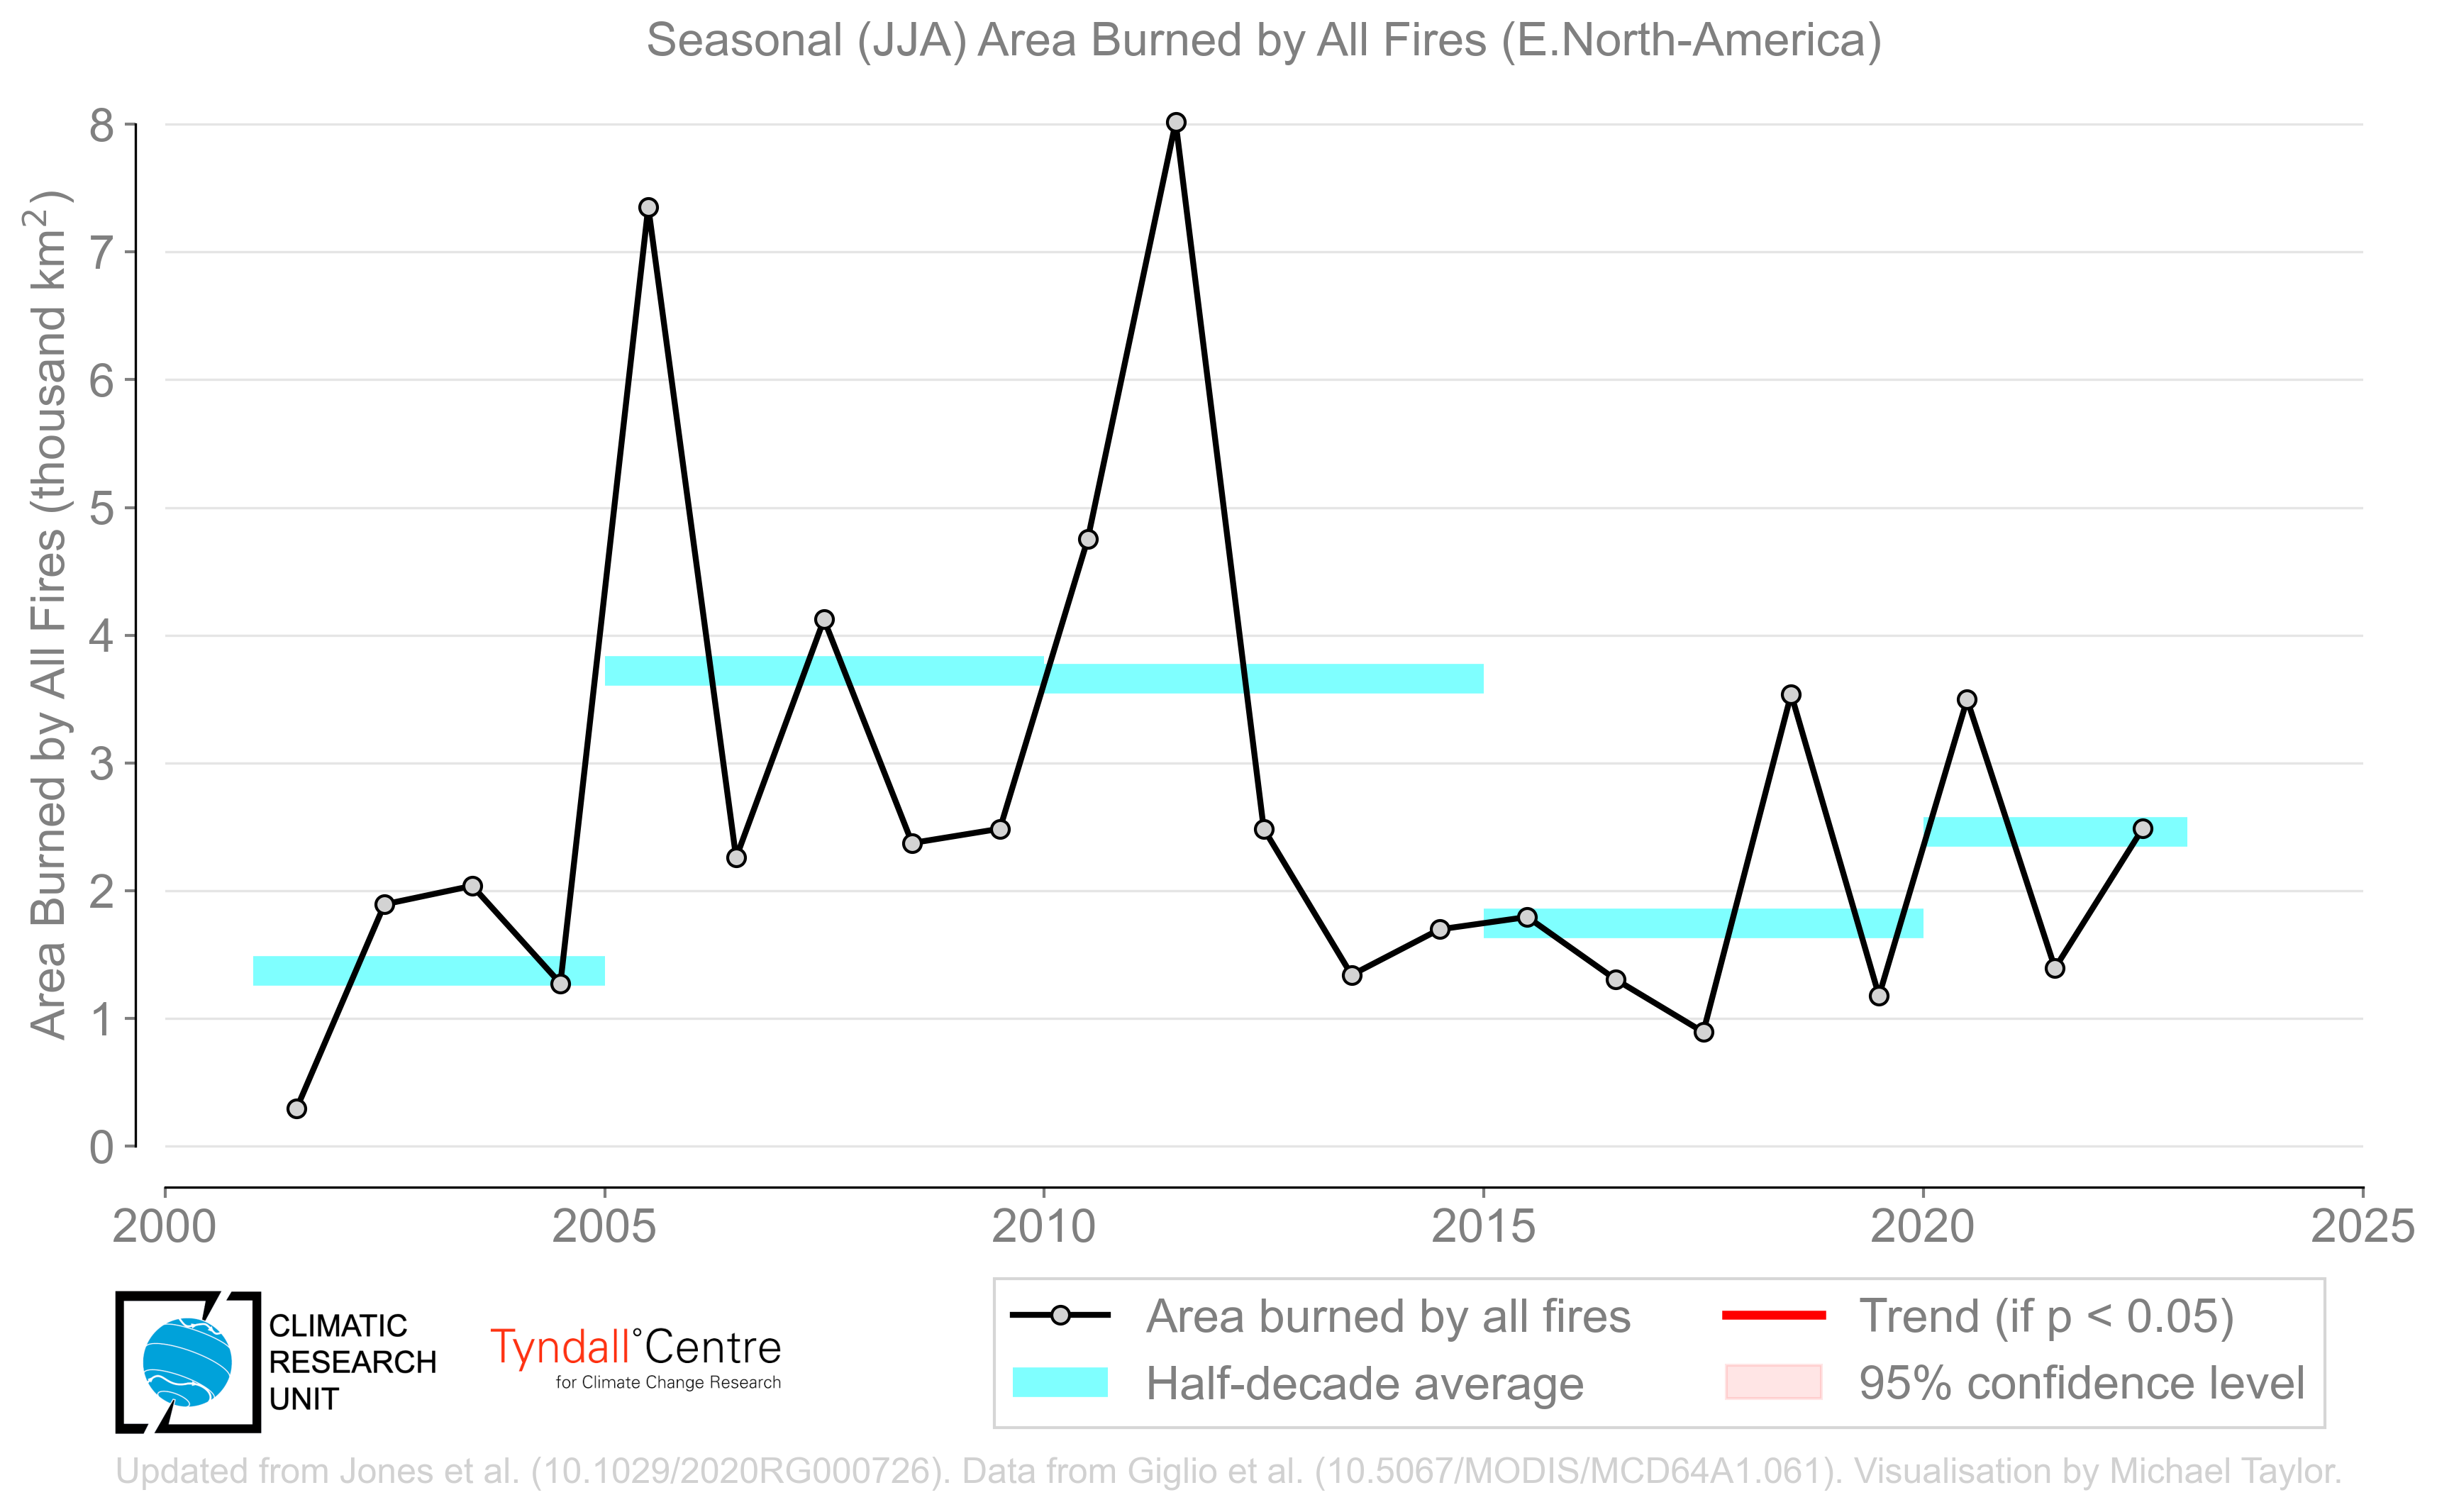 Seasonal (JJA) Area Burned by All Fires (E.North-America)
Area Burned by All Fires (thousand km²)
8
7
6
5
4
3
2
1
0
2000 2005 2010 2015 2020 2025
CLIMATIC
RESEARCH
UNIT
Tyndall°Centre
for Climate Change Research
Area burned by all fires
Half-decade average
Trend (if p < 0.05)
95% confidence level
Updated from Jones et al. (10.1029/2020RG000726). Data from Giglio et al. (10.5067/MODIS/MCD64A1.061). Visualisation by Michael Taylor.